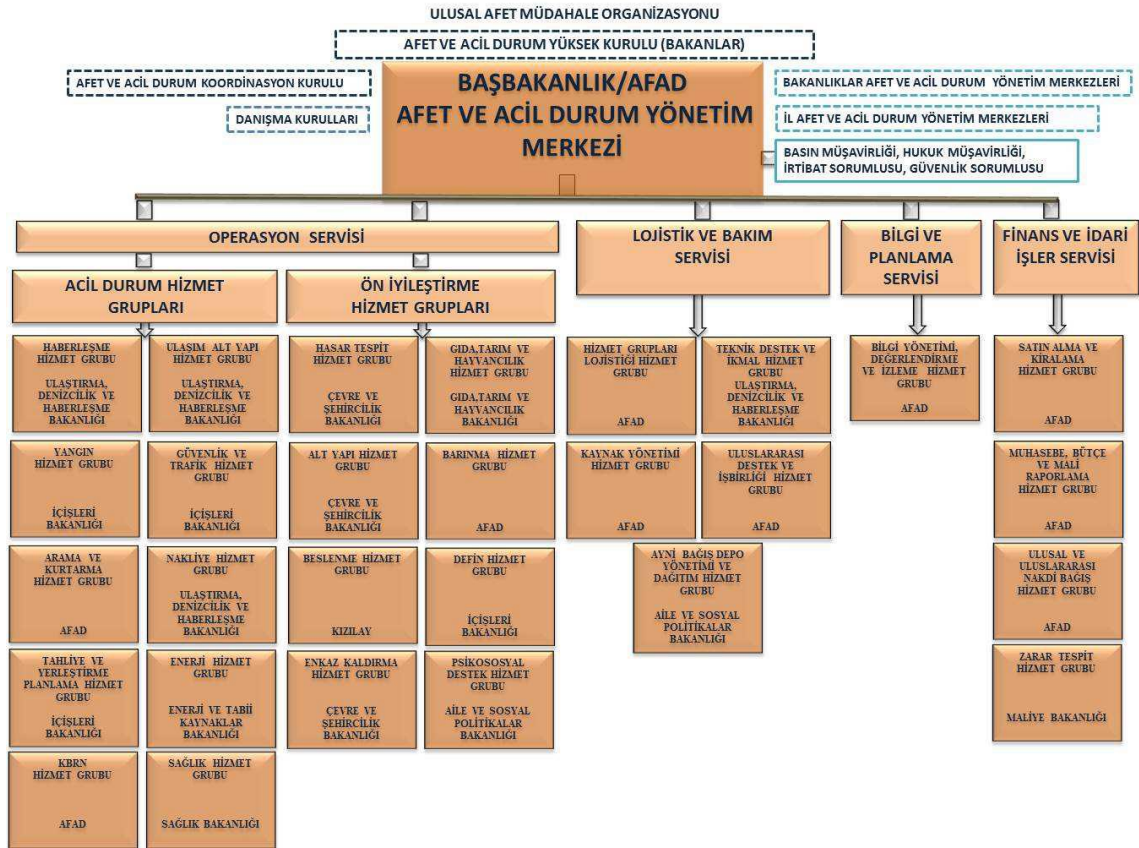 ULUSAL AFET MÜDAHALE ORGANİZASYONU
AFET VE ACİL DURUM YÜKSEK KURULU (BAKANLAR)
AFET VE ACİL DURUM KOORDİNASYON KURULU
DANIŞMA KURULLARI
BAŞBAKANLIK/AFAD
AFET VE ACİL DURUM YÖNETİM
MERKEZİ
BAKANLIKLAR AFET VE ACİL DURUM YÖNETİM MERKEZLERİ
İL AFET VE ACİL DURUM YÖNETİM MERKEZLERİ
BASIN MÜŞAVİRLİĞİ, HUKUK MÜŞAVİRLİĞİ,
İRTİBAT SORUMLUSU, GÜVENLİK SORUMLUSU
OPERASYON SERVİSİ
ACİL DURUM HİZMET
GRUPLARI
HABERLEŞME
HİZMET GRUBU
ULAŞTIRMA,
DENİZCİLİK VE
HABERLEŞME
BAKANLIĞI
ULAŞIM ALT YAPI
HİZMET GRUBU
ULAŞTIRMA,
DENİZCİLİK VE
HABERLEŞME
BAKANLIĞI
YANGIN
HİZMET GRUBU
İÇİŞLERİ
BAKANLIĞI
GÜVENLİK VE
TRAFİK HİZMET
GRUBU
İÇİŞLERİ
BAKANLIĞI
ARAMA VE
KURTARMA
HİZMET GRUBU
AFAD
NAKLİYE HİZMET
GRUBU
ULAŞTIRMA,
DENİZCİLİK VE
HABERLEŞME
BAKANLIĞI
TAHLİYE VE
YERLEŞTİRME
PLANLAMA HİZMET
GRUBU
İÇİŞLERİ
BAKANLIĞI
ENERJİ HİZMET
GRUBU
ENERJİ VE TABİİ
KAYNAKLAR
BAKANLIĞI
KBRN
HİZMET GRUBU
AFAD
SAĞLIK HİZMET
GRUBU
SAĞLIK BAKANLIĞI
ÖN İYİLEŞTİRME
HİZMET GRUPLARI
HASAR TESPİT
HİZMET GRUBU
ÇEVRE VE
ŞEHİRCİLİK
BAKANLIĞI
GIDA,TARIM VE
HAYVANCILIK
HİZMET GRUBU
GIDA,TARIM VE
HAYVANCILIK
BAKANLIĞI
ALT YAPI HİZMET
GRUBU
ÇEVRE VE
ŞEHİRCİLİK
BAKANLIĞI
BARINMA HİZMET
GRUBU
AFAD
BESLENME HİZMET
GRUBU
KIZILAY
DEFİN HİZMET
GRUBU
İÇİŞLERİ
BAKANLIĞI
ENKAZ KALDIRMA
HİZMET GRUBU
ÇEVRE VE
ŞEHİRCİLİK
BAKANLIĞI
PSİKOSOSYAL
DESTEK HİZMET
GRUBU
AİLE VE SOSYAL
POLİTİKALAR
BAKANLIĞI
LOJİSTİK VE BAKIM
SERVİSİ
HİZMET GRUPLARI
LOJİSTİĞİ HİZMET
GRUBU
AFAD
TEKNİK DESTEK VE
İKMAL HİZMET
GRUBU
ULAŞTIRMA,
DENİZCİLİK VE
HABERLEŞME
BAKANLIĞI
KAYNAK YÖNETİMİ
HİZMET GRUBU
AFAD
ULUSLARARASI
DESTEK VE
İŞBİRLİĞİ HİZMET
GRUBU
AFAD
AYNİ BAĞIŞ DEPO
YÖNETİMİ VE
DAĞITIM HİZMET
GRUBU
AİLE VE SOSYAL
POLİTİKALAR
BAKANLIĞI
BİLGİ VE
PLANLAMA
SERVİSİ
BİLGİ YÖNETİMİ,
DEĞERLENDİRME
VE İZLEME HİZMET
GRUBU
AFAD
FİNANS VE İDARİ
İŞLER SERVİSİ
SATIN ALMA VE
KİRALAMA
HİZMET GRUBU
AFAD
MUHASEBE, BÜTÇE
VE MALİ
RAPORLAMA
HİZMET GRUBU
AFAD
ULUSAL VE
ULUSLARARASI
NAKDİ BAĞIŞ
HİZMET GRUBU
AFAD
ZARAR TESPİT
HİZMET GRUBU
MALİYE BAKANLIĞI